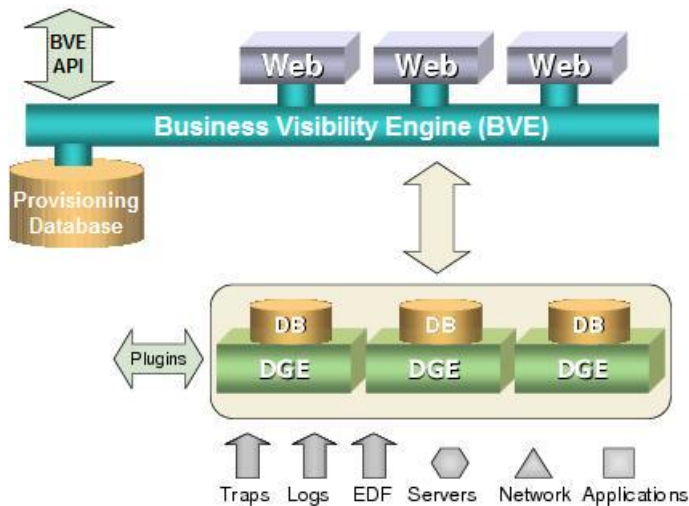 BVE
API
Web Web Web
Business Visibility Engine (BVE)
Provisioning
Database
DB DB DB
Plugins
DGE DGE DGE
Traps Logs EDF Servers Network Applications